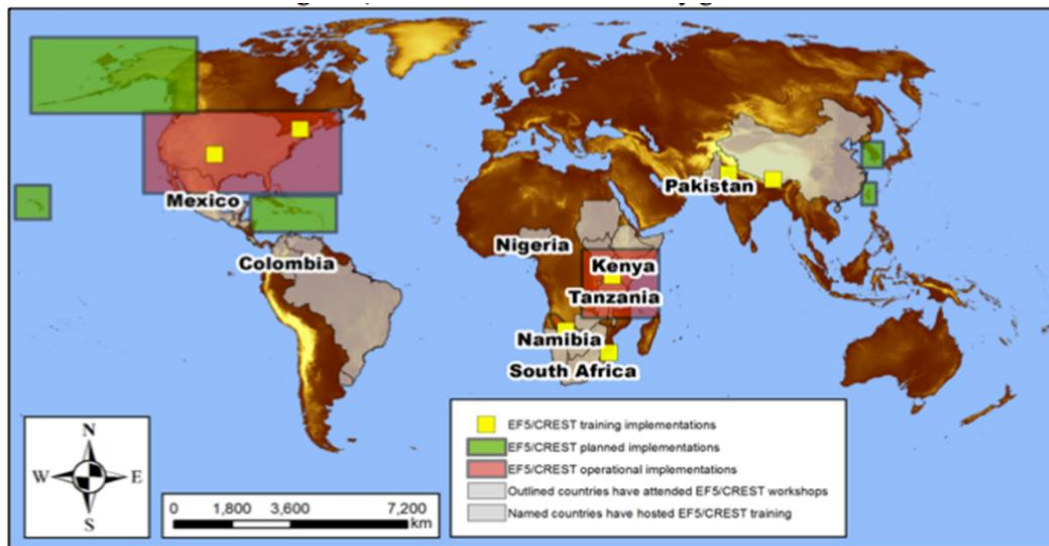 Mexico
Pakistan
Nigeria
Colombia
Kenya
Tanzania
Namibia
South Africa
N
W E
S
0 1,800 3,600 7,200
km
EF5/CREST training implementations
EF5/CREST planned implementations
EF5/CREST operational implementations
Outlined countries have attended EF5/CREST workshops
Named countries have hosted EF5/CREST training